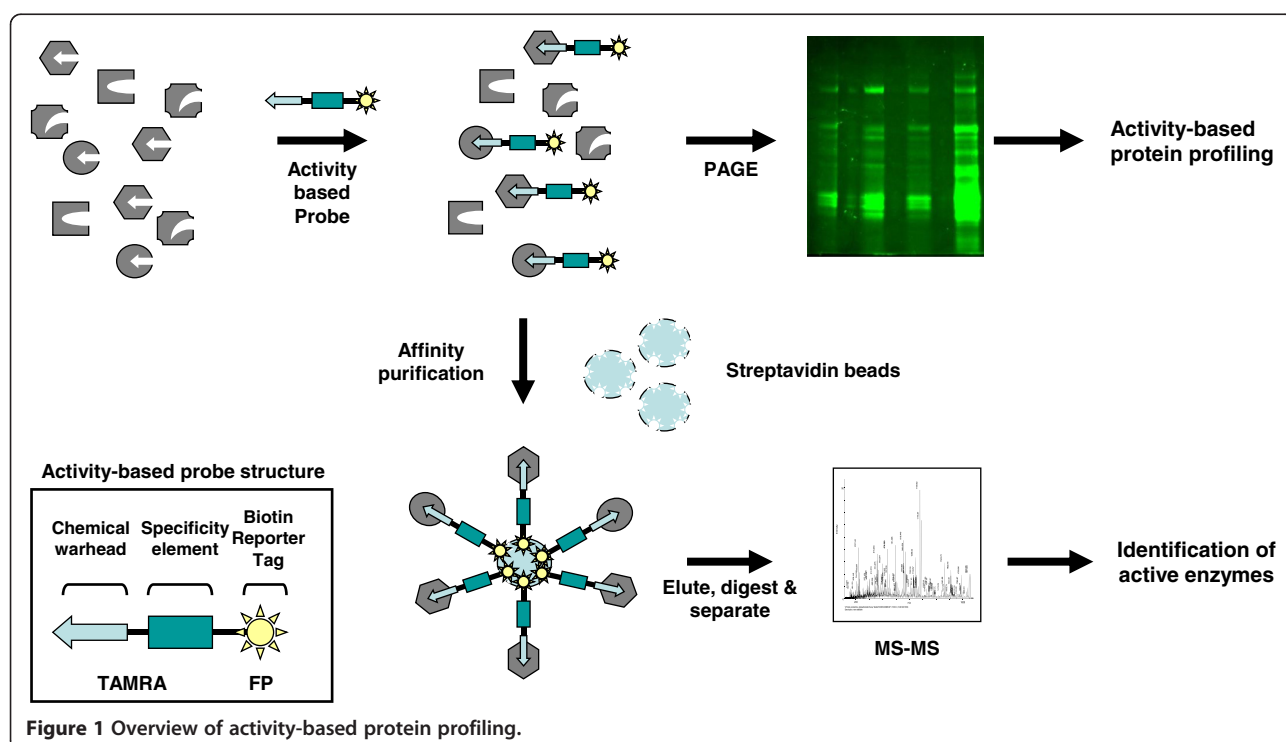 Activity
based
Probe
PAGE
Activity-based
protein profiling
Affinity
purification
Streptavidin beads
Activity-based probe structure
Chemical
warhead
Specificity
element
Biotin
Reporter
Tag
TAMRA
FP
Elute, digest &
separate
MS-MS
Identification of
active enzymes
Figure 1 Overview of activity-based protein profiling.